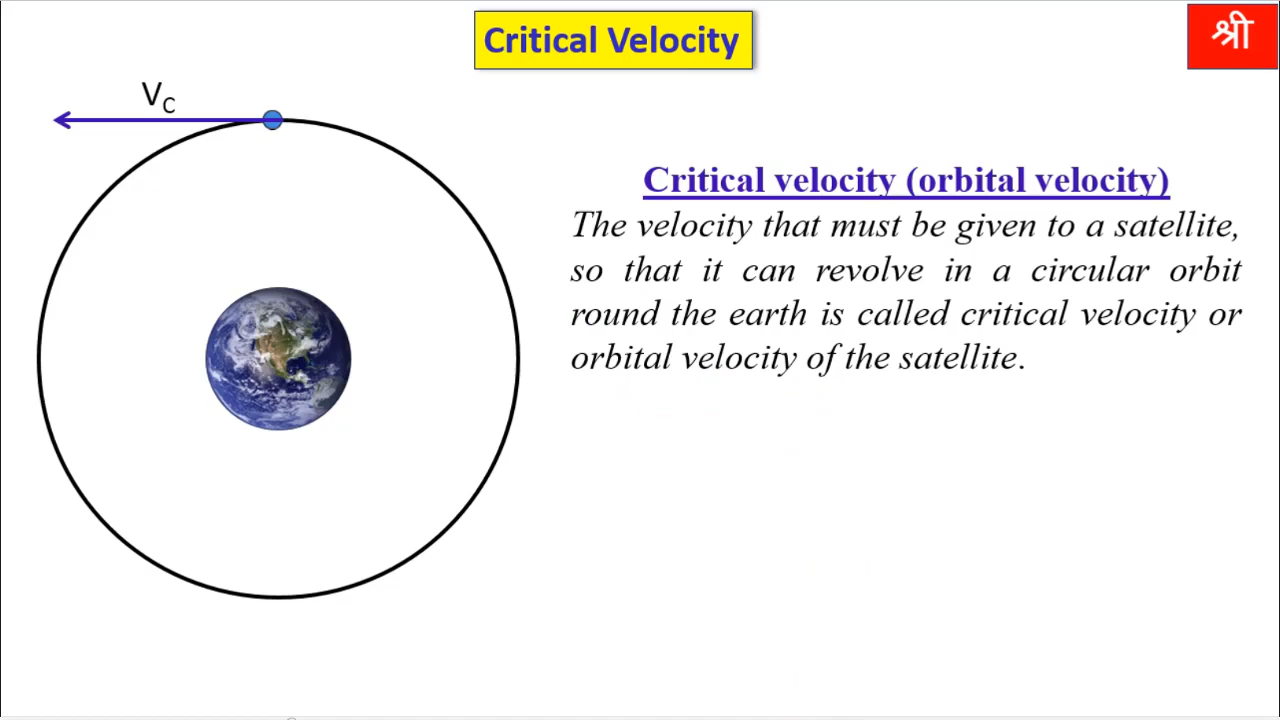 Critical Velocity
श्री
V_C
Critical velocity (orbital velocity)
The velocity that must be given to a satellite,
so that it can revolve in a circular orbit
round the earth is called critical velocity or
orbital velocity of the satellite.